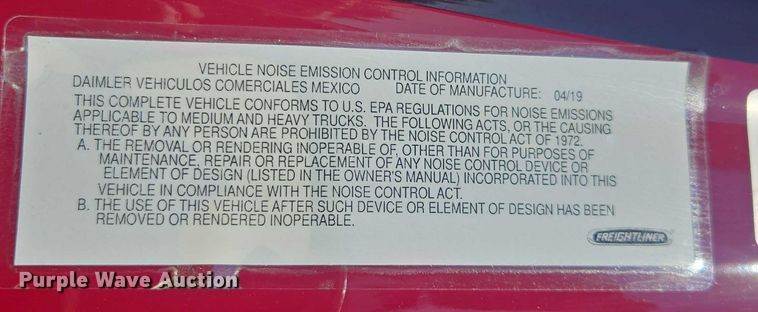 VEHICLE NOISE EMISSION CONTROL INFORMATION
DAIMLER VEHICULOS COMERCIALES MEXICO DATE OF MANUFACTURE: 04/19
THIS COMPLETE VEHICLE CONFORMS TO U.S. EPA REGULATIONS FOR NOISE EMISSIONS
APPLICABLE TO MEDIUM AND HEAVY TRUCKS. THE FOLLOWING ACTS, OR THE CAUSING
THEREOF BY ANY PERSON ARE PROHIBITED BY THE NOISE CONTROL ACT OF 1972.
A. THE REMOVAL OR RENDERING INOPERABLE OF, OTHER THAN FOR PURPOSES OF
MAINTENANCE, REPAIR OR REPLACEMENT OF ANY NOISE CONTROL DEVICE OR
ELEMENT OF DESIGN (LISTED IN THE OWNER'S MANUAL) INCORPORATED INTO THIS
VEHICLE IN COMPLIANCE WITH THE NOISE CONTROL ACT.
B. THE USE OF THIS VEHICLE AFTER SUCH DEVICE OR ELEMENT OF DESIGN HAS BEEN
REMOVED OR RENDERED INOPERABLE.
FREIGHTLINER
Purple Wave Auction